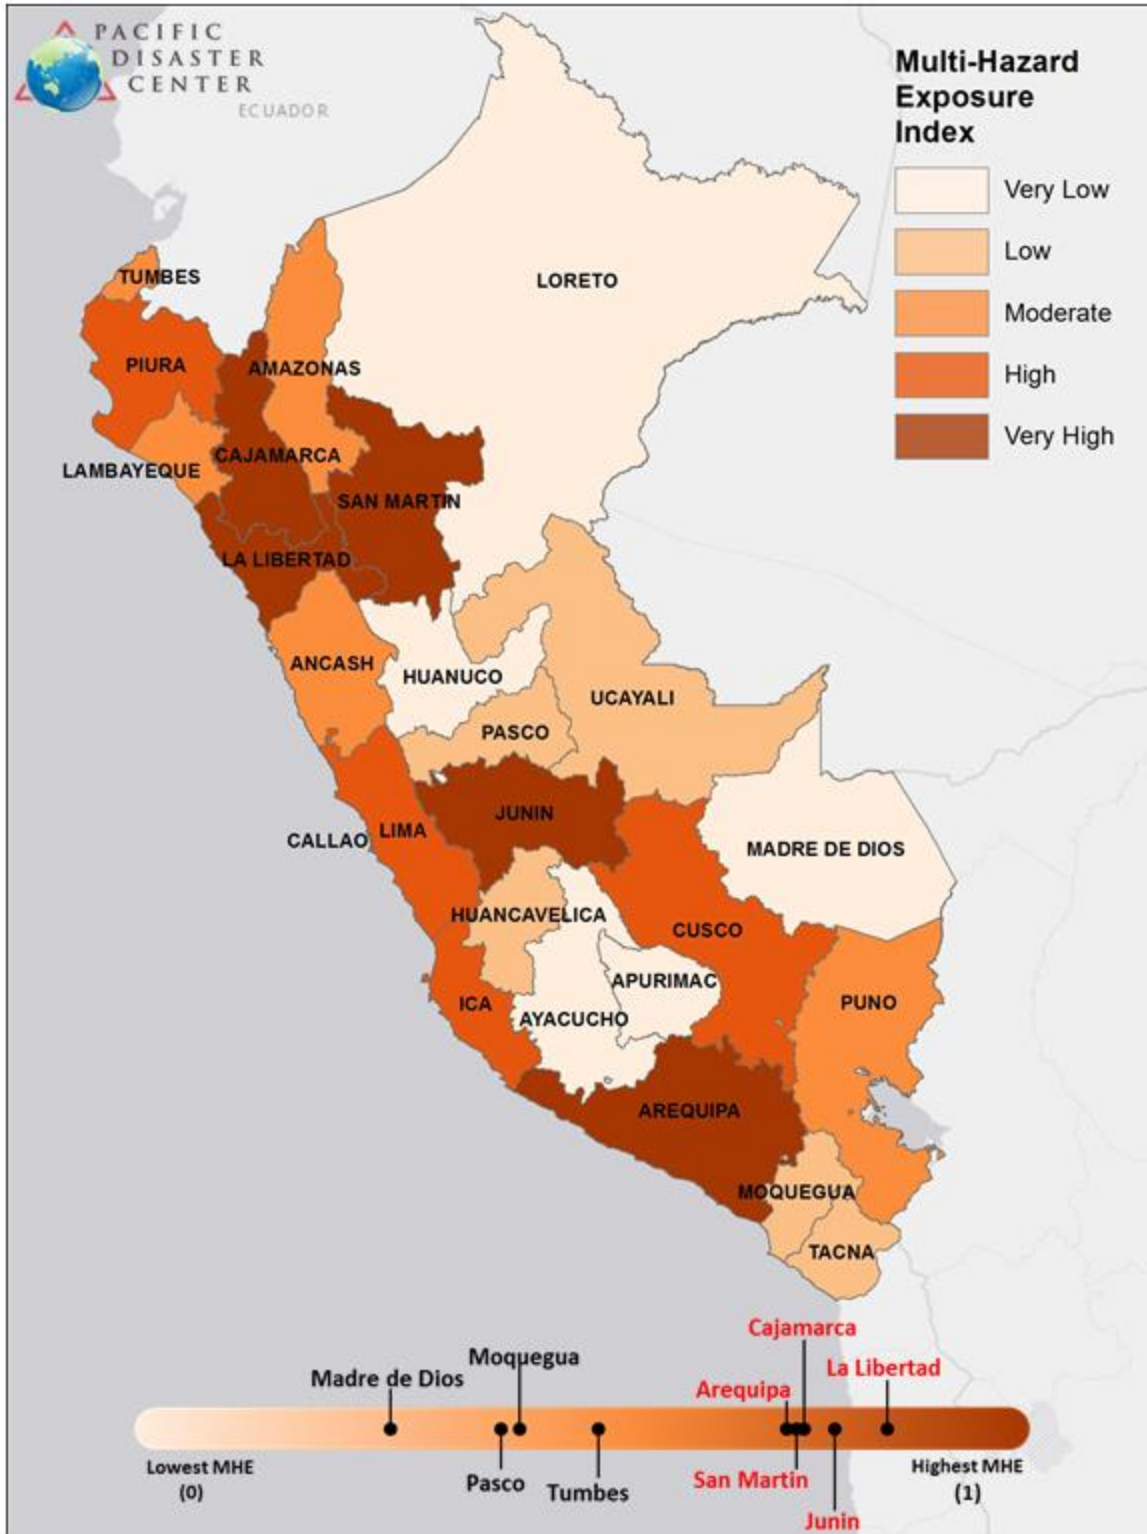 PACIFIC
DISASTER
CENTER
ECUADOR
Multi-Hazard
Exposure
Index
Very Low
Low
Moderate
High
Very High
LORETO
TUMBES
PIURA
AMAZONAS
LAMBAYEQUE
CAJAMARCA
SAN MARTIN
LA LIBERTAD
ANCASH
HUANUCO
UCAYALI
PASCO
JUNIN
CALLAO
LIMA
MADRE DE DIOS
HUANCAVELICA
CUSCO
APURIMAC
ICA
AYACUCHO
PUNO
AREQUIPA
MOQUEGUA
TACNA
Cajamarca
Moquegua
La Libertad
Madre de Dios
Arequipa
Lowest MHE
(0)
Pasco
Tumbes
San Martin
Junin
Highest MHE
(1)